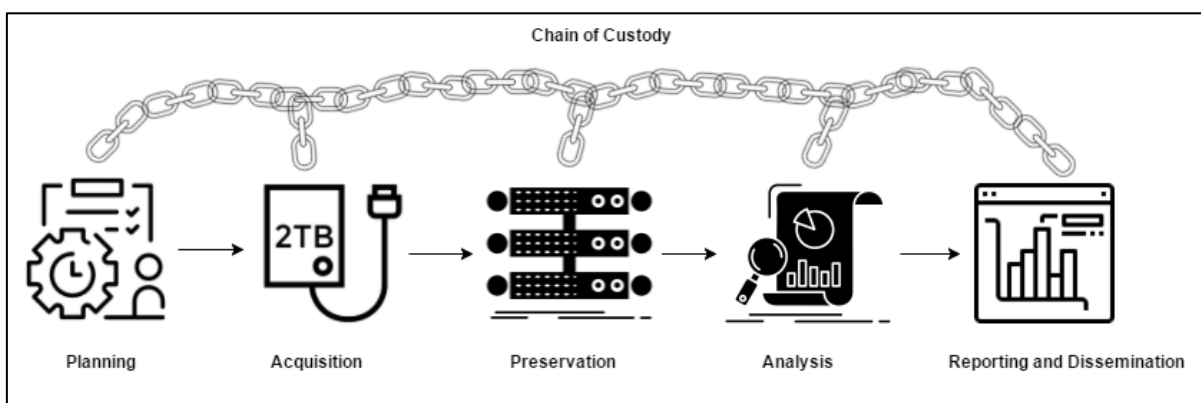 Chain of Custody
2TB
Planning
Acquisition
Preservation
Analysis
Reporting and Dissemination